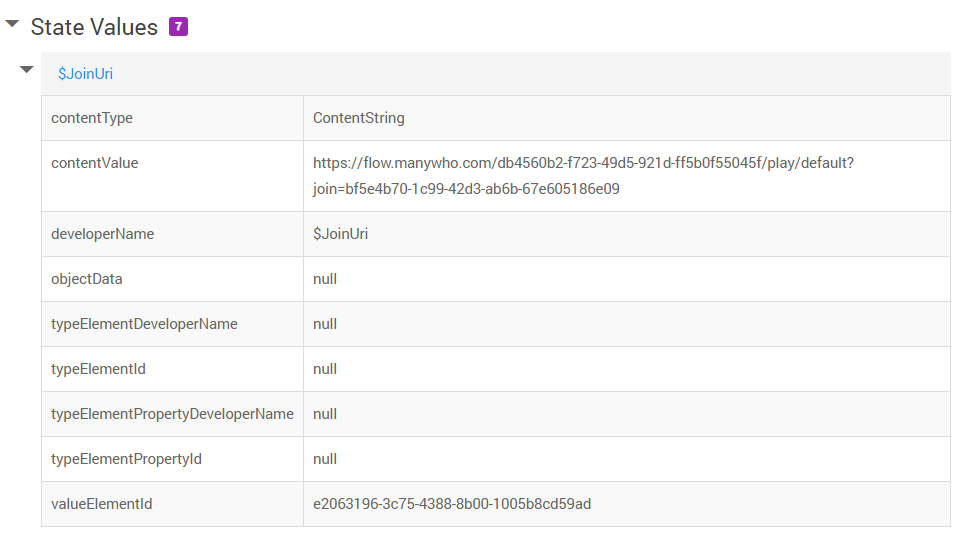 State Values 7
$JoinUri
contentType ContentString
contentValue https://flow.manywho.com/db4560b2-f723-49d5-921d-ff5b0f55045f/play/default?
join=bf5e4b70-1c99-42d3-ab6b-67e605186e09
developerName $JoinUri
objectData null
typeElementDeveloperName null
typeElementId null
typeElementPropertyDeveloperName null
typeElementPropertyId null
valueElementId e2063196-3c75-4388-8b00-1005b8cd59ad